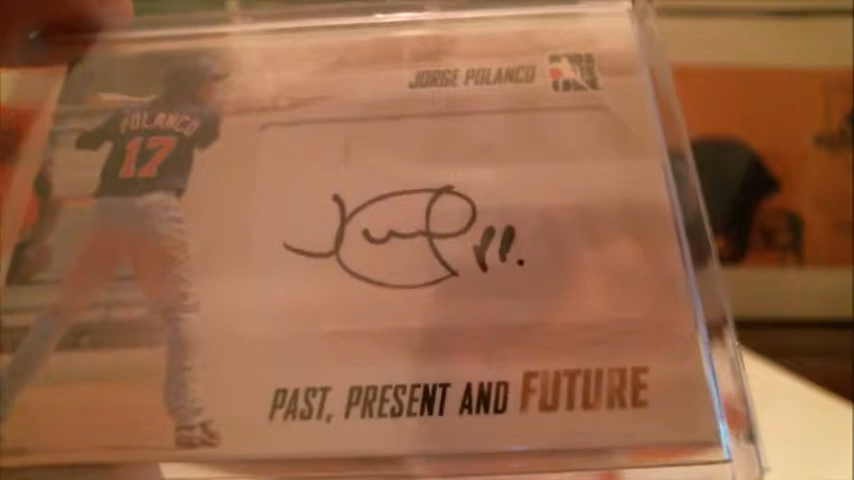 JORGE POLANCO
POLANCO
17
PAST, PRESENT AND FUTURE